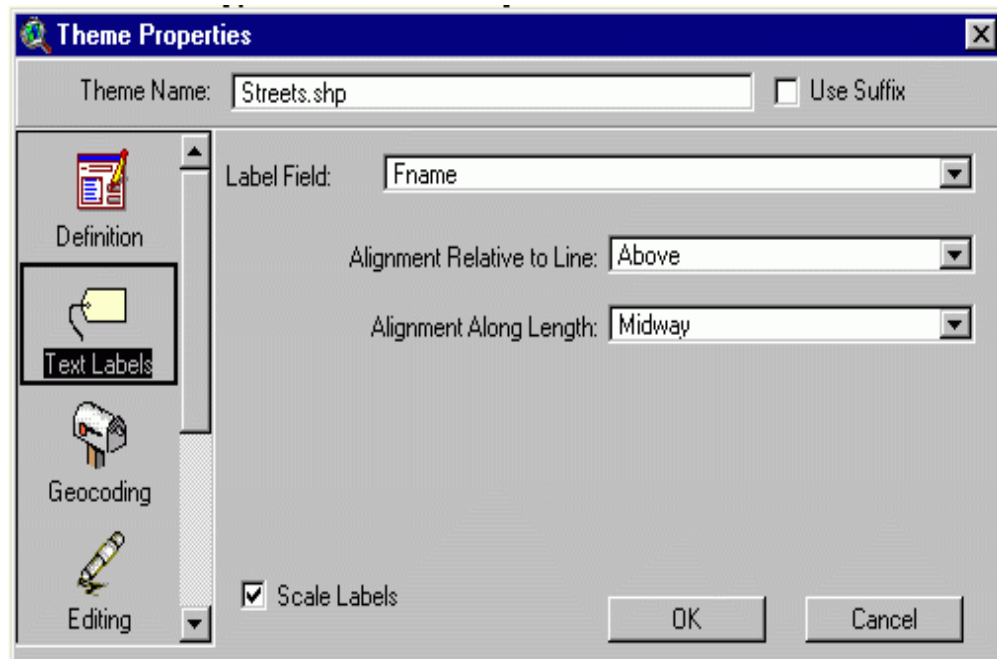 Theme Properties
Theme Name: Streets.shp Use Suffix
Definition
Text Labels
Geocoding
Editing
Label Field: Fname
Alignment Relative to Line: Above
Alignment Along Length: Midway
Scale Labels
OK Cancel